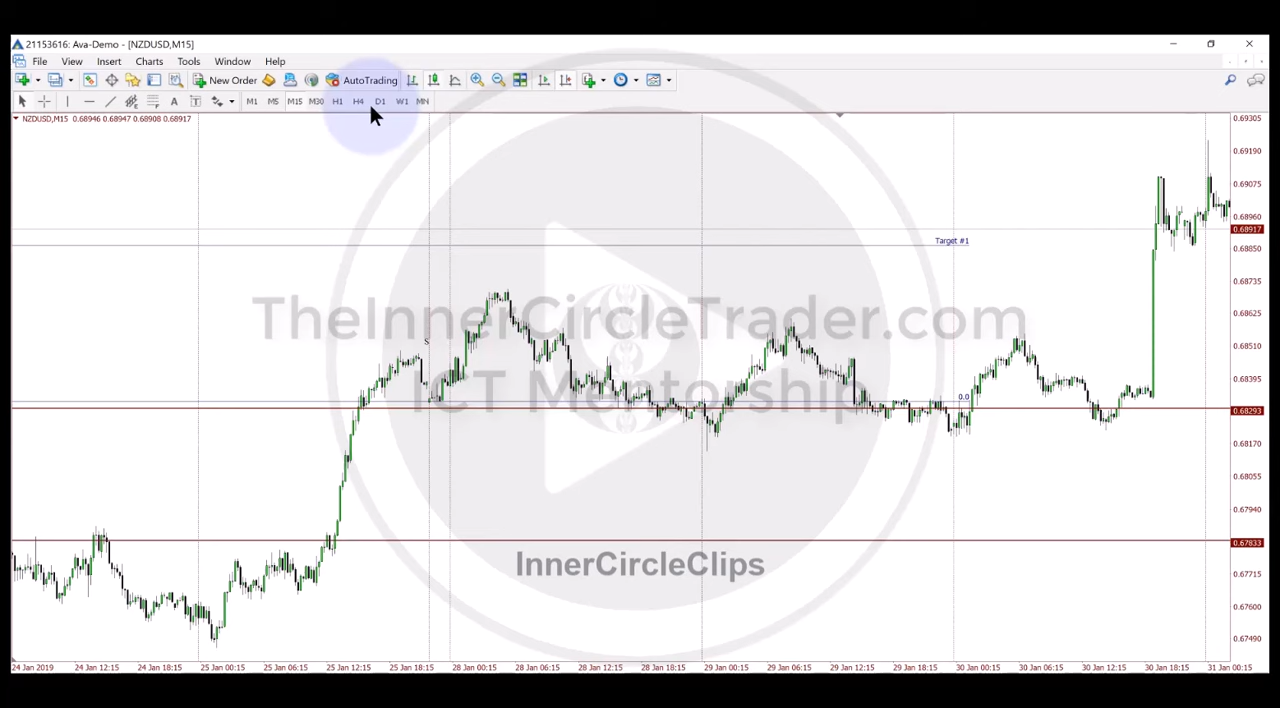 21153616: Ava-Demo - [NZDUSD,M15]
File View Insert Charts Tools Window Help
New Order AutoTrading
A T M1 M5 M15 M30 H1 H4 D1 W1 MN
NZDUSD,M15 0.68946 0.68947 0.68908 0.68917
0.69305
0.69190
0.69075
0.68960
0.68917
Target #1
0.68850
0.68735
TheInnerCircleTrader.com
0.68625
S
0.68510
0.68395
ICT Mentorship
0.0
0.68293
0.68170
0.68055
0.67940
0.67833
InnerCircleClips
0.67715
0.67600
0.67490
24 Jan 2019 24 Jan 12:15 24 Jan 18:15 25 Jan 00:15 25 Jan 06:15 25 Jan 12:15 25 Jan 18:15 28 Jan 00:15 28 Jan 06:15 28 Jan 12:15 28 Jan 18:15 29 Jan 00:15 29 Jan 06:15 29 Jan 12:15 29 Jan 18:15 30 Jan 00:15 30 Jan 06:15 30 Jan 12:15 30 Jan 18:15 31 Jan 00:15